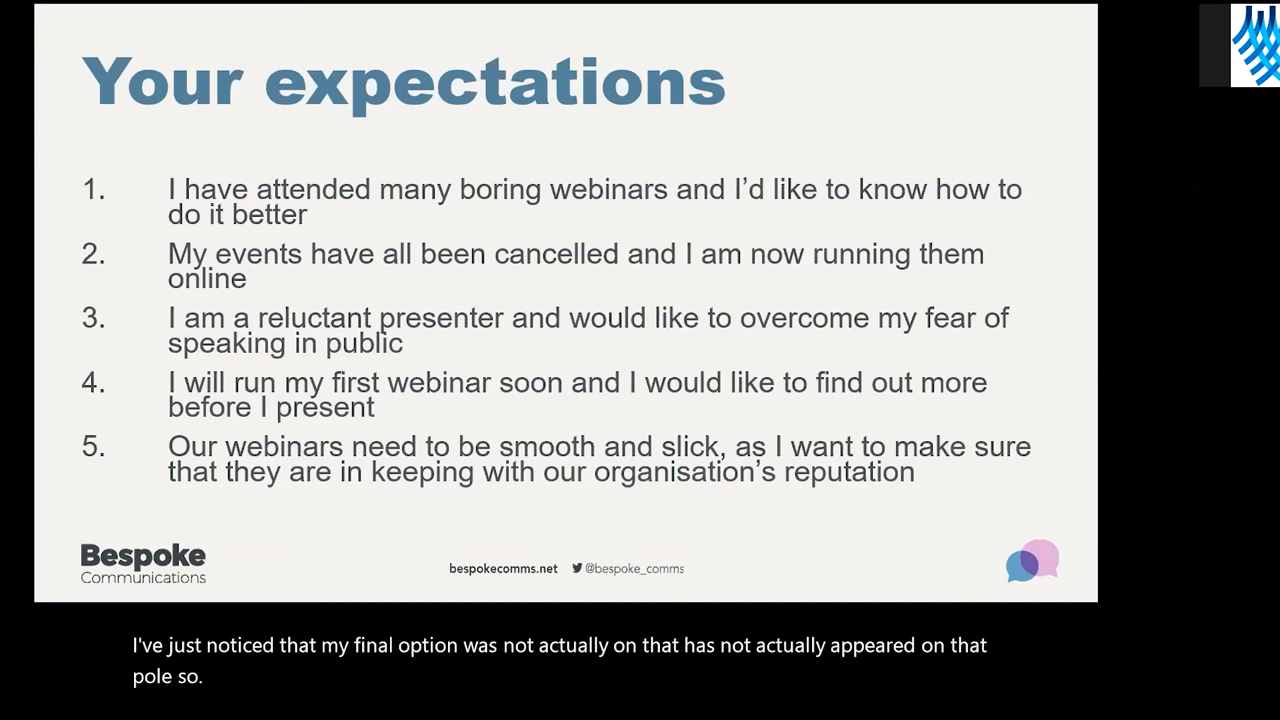 Your expectations
1. I have attended many boring webinars and I’d like to know how to
do it better
2. My events have all been cancelled and I am now running them
online
3. I am a reluctant presenter and would like to overcome my fear of
speaking in public
4. I will run my first webinar soon and I would like to find out more
before I present
5. Our webinars need to be smooth and slick, as I want to make sure
that they are in keeping with our organisation’s reputation
Bespoke
Communications
bespokecomms.net @bespoke_comms
I've just noticed that my final option was not actually on that has not actually appeared on that
pole so.